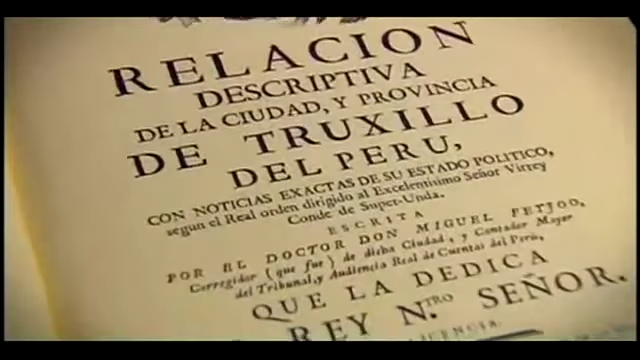 RELACION
DESCRIPTIVA
DE LA CIUDAD, Y PROVINCIA
DE TRUXILLO
DEL PERU,
CON NOTICIAS EXACTAS DE SU ESTADO POLITICO,
segun el Real orden dirigido al Excelentissimo Señor Virrey
Conde de Super-Unda.
ESCRITA
POR EL DOCTOR DON MIGUEL FEYJOO,
Corregidor (que fue) de dicha Ciudad, y Contador Mayor
del Tribunal, y Audiencia Real de Cuentas del Perù,
QUE LA DEDICA
REY N.TRO SEÑOR.
LICENCIA.